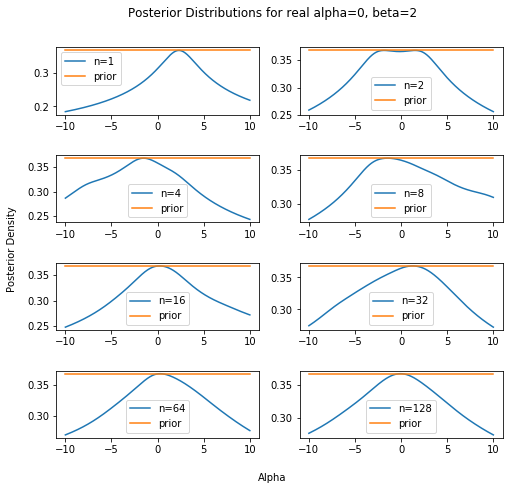 Posterior Distributions for real alpha=0, beta=2
0.3
0.2
n=1
prior
−10 −5 0 5 10
0.35
0.30
0.25
n=2
prior
−10 −5 0 5 10
0.35
0.30
0.25
n=4
prior
−10 −5 0 5 10
0.35
0.30
n=8
prior
−10 −5 0 5 10
Posterior Density
0.35
0.30
0.25
n=16
prior
−10 −5 0 5 10
0.35
0.30
n=32
prior
−10 −5 0 5 10
0.35
0.30
n=64
prior
−10 −5 0 5 10
0.35
0.30
n=128
prior
−10 −5 0 5 10
Alpha